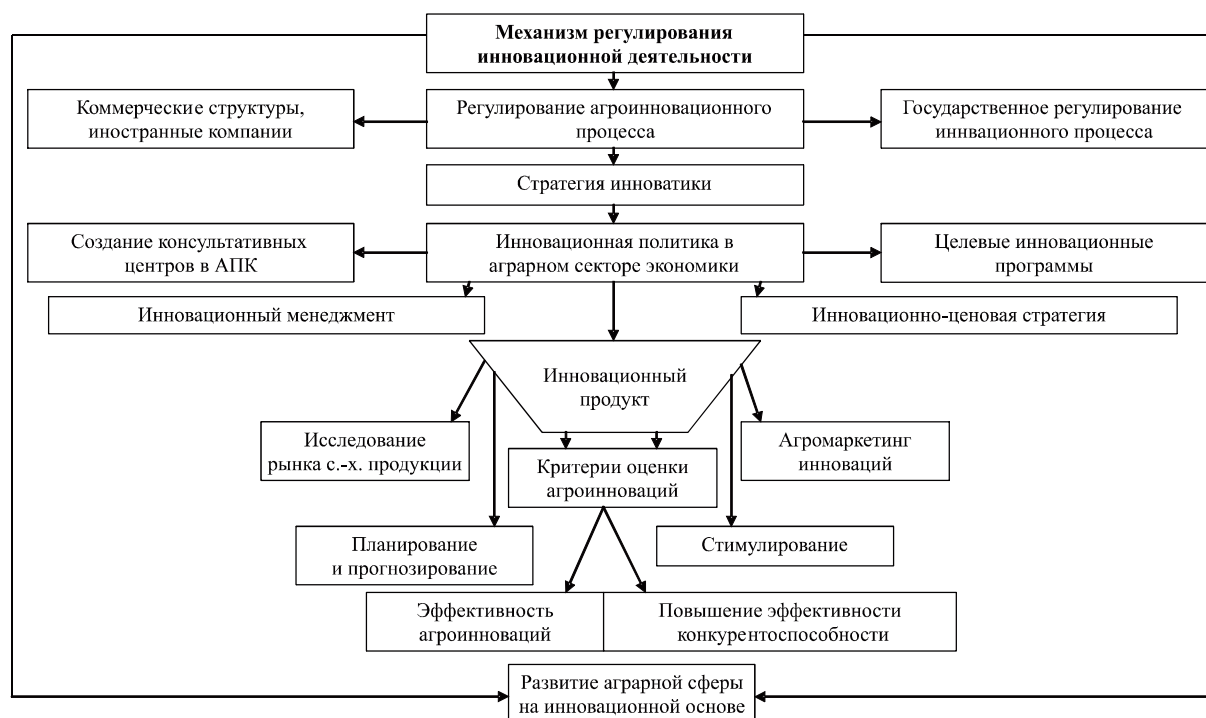 Механизм регулирования
инновационной деятельности
Коммерческие структуры,
иностранные компании
Регулирование агроинновационного
процесса
Государственное регулирование
иннвационного процесса
Стратегия инноватики
Создание консультативных
центров в АПК
Инновационная политика в
аграрном секторе экономики
Целевые инновационные
программы
Инновационный менеджмент
Инновационно-ценовая стратегия
Инновационный
продукт
Исследование
рынка с.-х. продукции
Критерии оценки
агроинноваций
Агромаркетинг
инноваций
Планирование
и прогнозирование
Стимулирование
Эффективность
агроинноваций
Повышение эффективности
конкурентоспособности
Развитие аграрной сферы
на инновационной основе